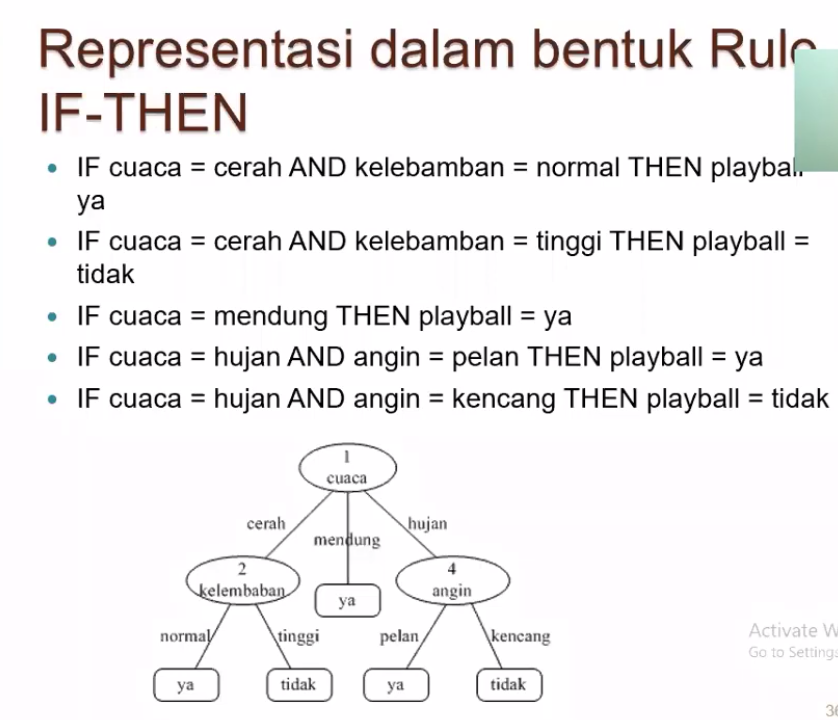 Representasi dalam bentuk Rule
IF-THEN
• IF cuaca = cerah AND kelebamban = normal THEN playball
ya
• IF cuaca = cerah AND kelebamban = tinggi THEN playball =
tidak
• IF cuaca = mendung THEN playball = ya
• IF cuaca = hujan AND angin = pelan THEN playball = ya
• IF cuaca = hujan AND angin = kencang THEN playball = tidak
1
cuaca
cerah
mendung
hujan
2
kelembaban
ya
4
angin
normal
tinggi
pelan
kencang
ya
tidak
ya
tidak
Activate W
Go to Settings